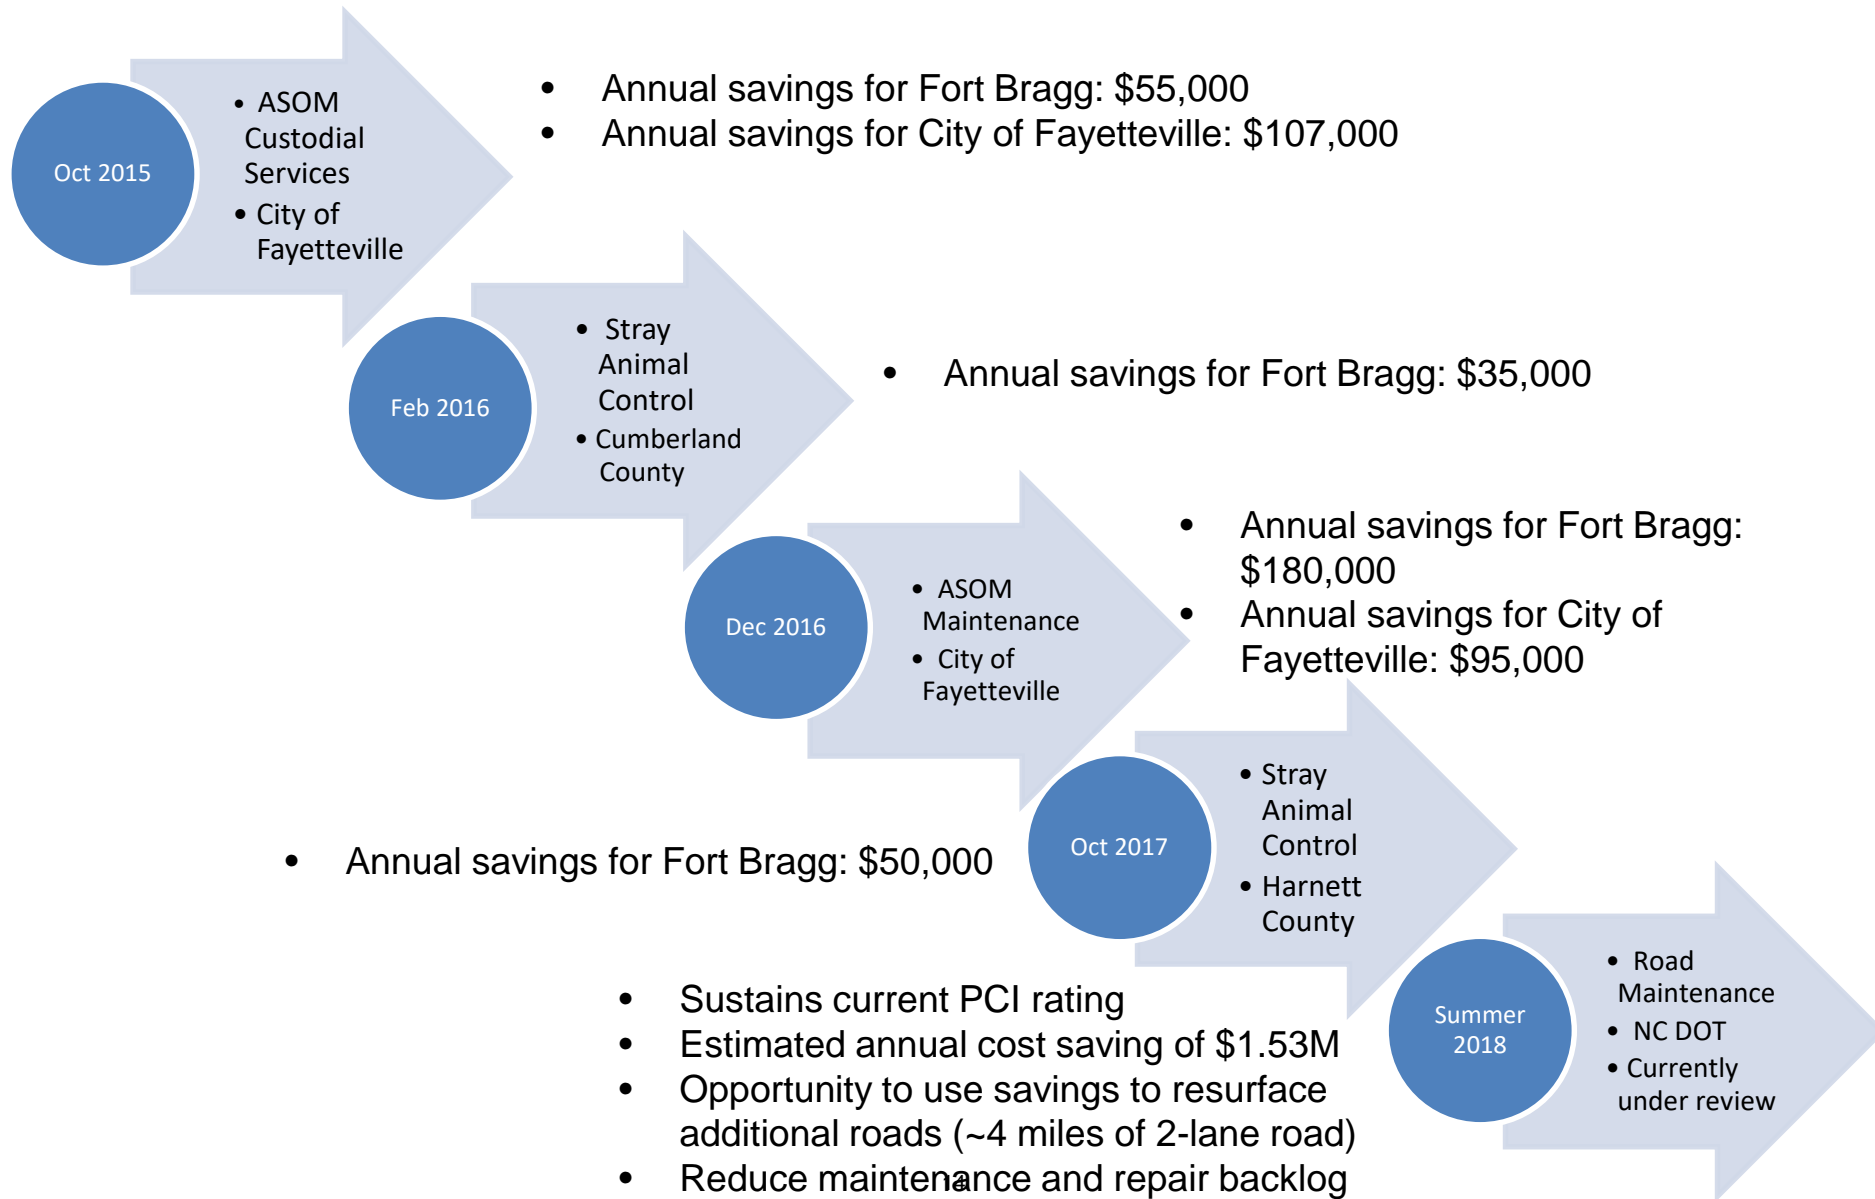 Oct 2015
• ASOM
Custodial
Services
• City of
Fayetteville
• Annual savings for Fort Bragg: $55,000
• Annual savings for City of Fayetteville: $107,000
Feb 2016
• Stray
Animal
Control
• Cumberland
County
• Annual savings for Fort Bragg: $35,000
Dec 2016
• ASOM
Maintenance
• City of
Fayetteville
• Annual savings for Fort Bragg:
$180,000
• Annual savings for City of
Fayetteville: $95,000
Oct 2017
• Stray
Animal
Control
• Harnett
County
• Annual savings for Fort Bragg: $50,000
Summer
2018
• Road
Maintenance
• NC DOT
• Currently
under review
• Sustains current PCI rating
• Estimated annual cost saving of $1.53M
• Opportunity to use savings to resurface
additional roads (~4 miles of 2-lane road)
• Reduce maintenance and repair backlog
14